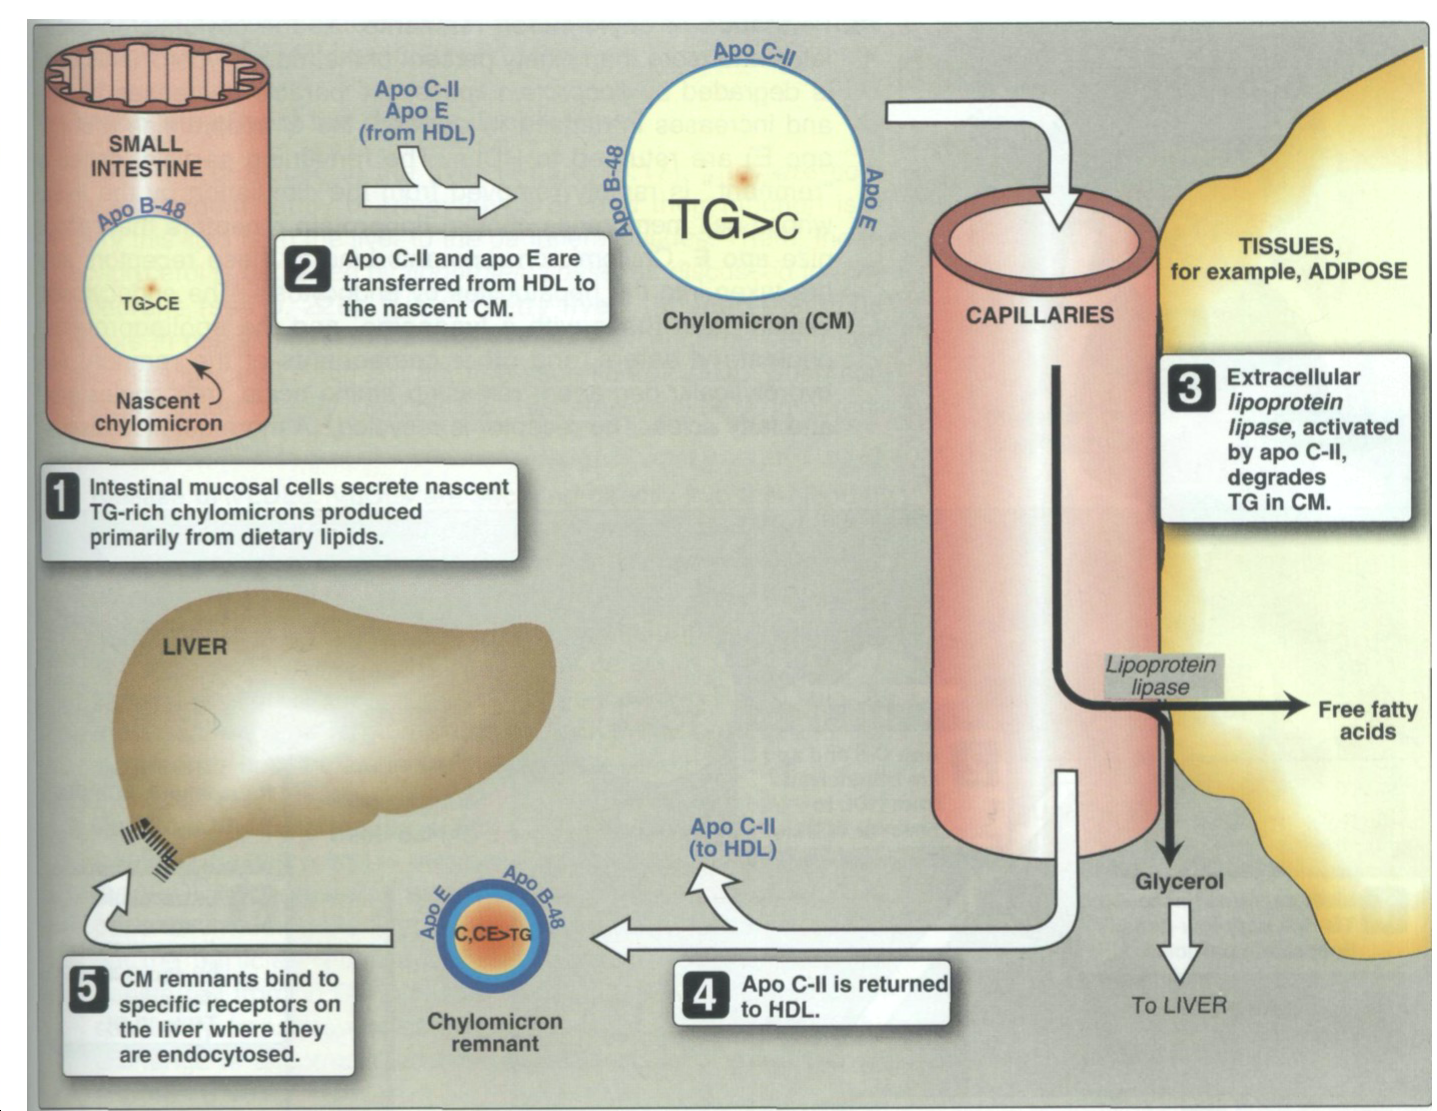 SMALL
INTESTINE
Apo B-48
TG>CE
Nascent
chylomicron
1
Intestinal mucosal cells secrete nascent
TG-rich chylomicrons produced
primarily from dietary lipids.
Apo C-II
Apo E
(from HDL)
2
Apo C-II and apo E are
transferred from HDL to
the nascent CM.
Apo C-II
Apo B-48
Apo E
TG>C
Chylomicron (CM)
CAPILLARIES
TISSUES,
for example, ADIPOSE
3
Extracellular
lipoprotein
lipase, activated
by apo C-II,
degrades
TG in CM.
Lipoprotein
lipase
Free fatty
acids
Glycerol
To LIVER
Apo C-II
(to HDL)
4
Apo C-II is returned
to HDL.
Apo E
Apo B-48
C,CE>TG
Chylomicron
remnant
LIVER
5
CM remnants bind to
specific receptors on
the liver where they
are endocytosed.